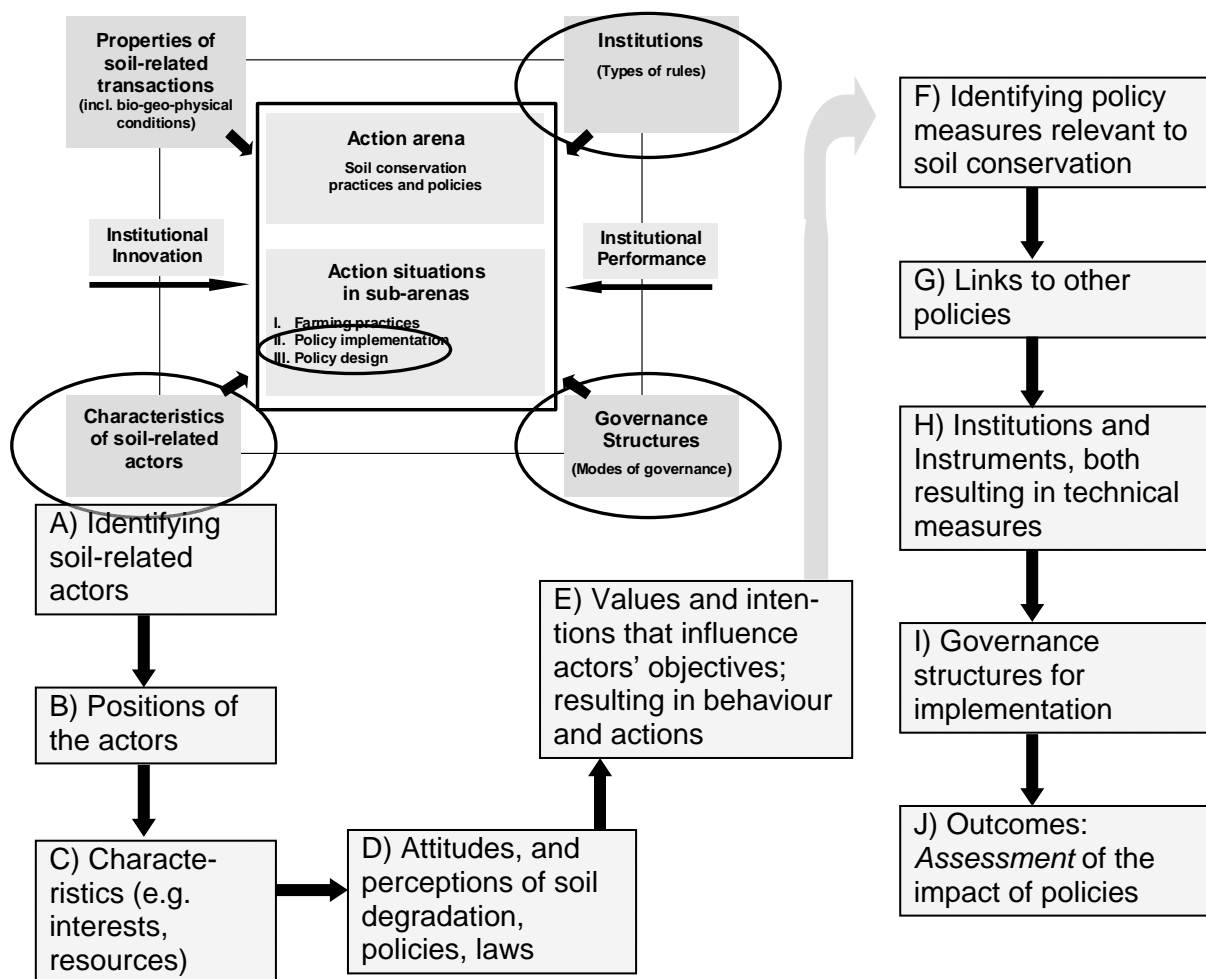 Properties of
soil-related
transactions
(incl. bio-geo-physical
conditions)
Institutions
(Types of rules)
Action arena
Soil conservation
practices and policies
Institutional
Innovation
Institutional
Performance
Action situations
in sub-arenas
I. Farming practices
II. Policy implementation
III. Policy design
Characteristics
of soil-related
actors
Governance
Structures
(Modes of governance)
A) Identifying
soil-related
actors
B) Positions of
the actors
C) Characte-
ristics (e.g.
interests,
resources)
D) Attitudes, and
perceptions of soil
degradation,
policies, laws
E) Values and inten-
tions that influence
actors’ objectives;
resulting in behaviour
and actions
F) Identifying policy
measures relevant to
soil conservation
G) Links to other
policies
H) Institutions and
Instruments, both
resulting in technical
measures
I) Governance
structures for
implementation
J) Outcomes:
Assessment of the
impact of policies